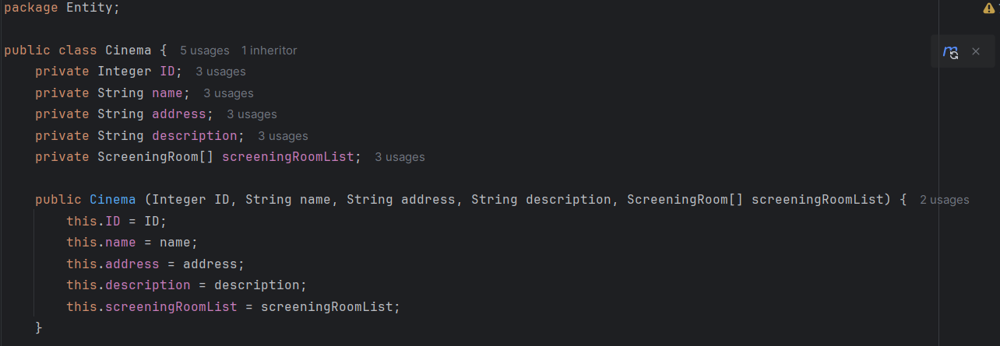 package Entity;
public class Cinema { 5 usages 1 inheritor
private Integer ID; 3 usages
private String name; 3 usages
private String address; 3 usages
private String description; 3 usages
private ScreeningRoom[] screeningRoomList; 3 usages
public Cinema (Integer ID, String name, String address, String description, ScreeningRoom[] screeningRoomList) { 2 usages
this.ID = ID;
this.name = name;
this.address = address;
this.description = description;
this.screeningRoomList = screeningRoomList;
}